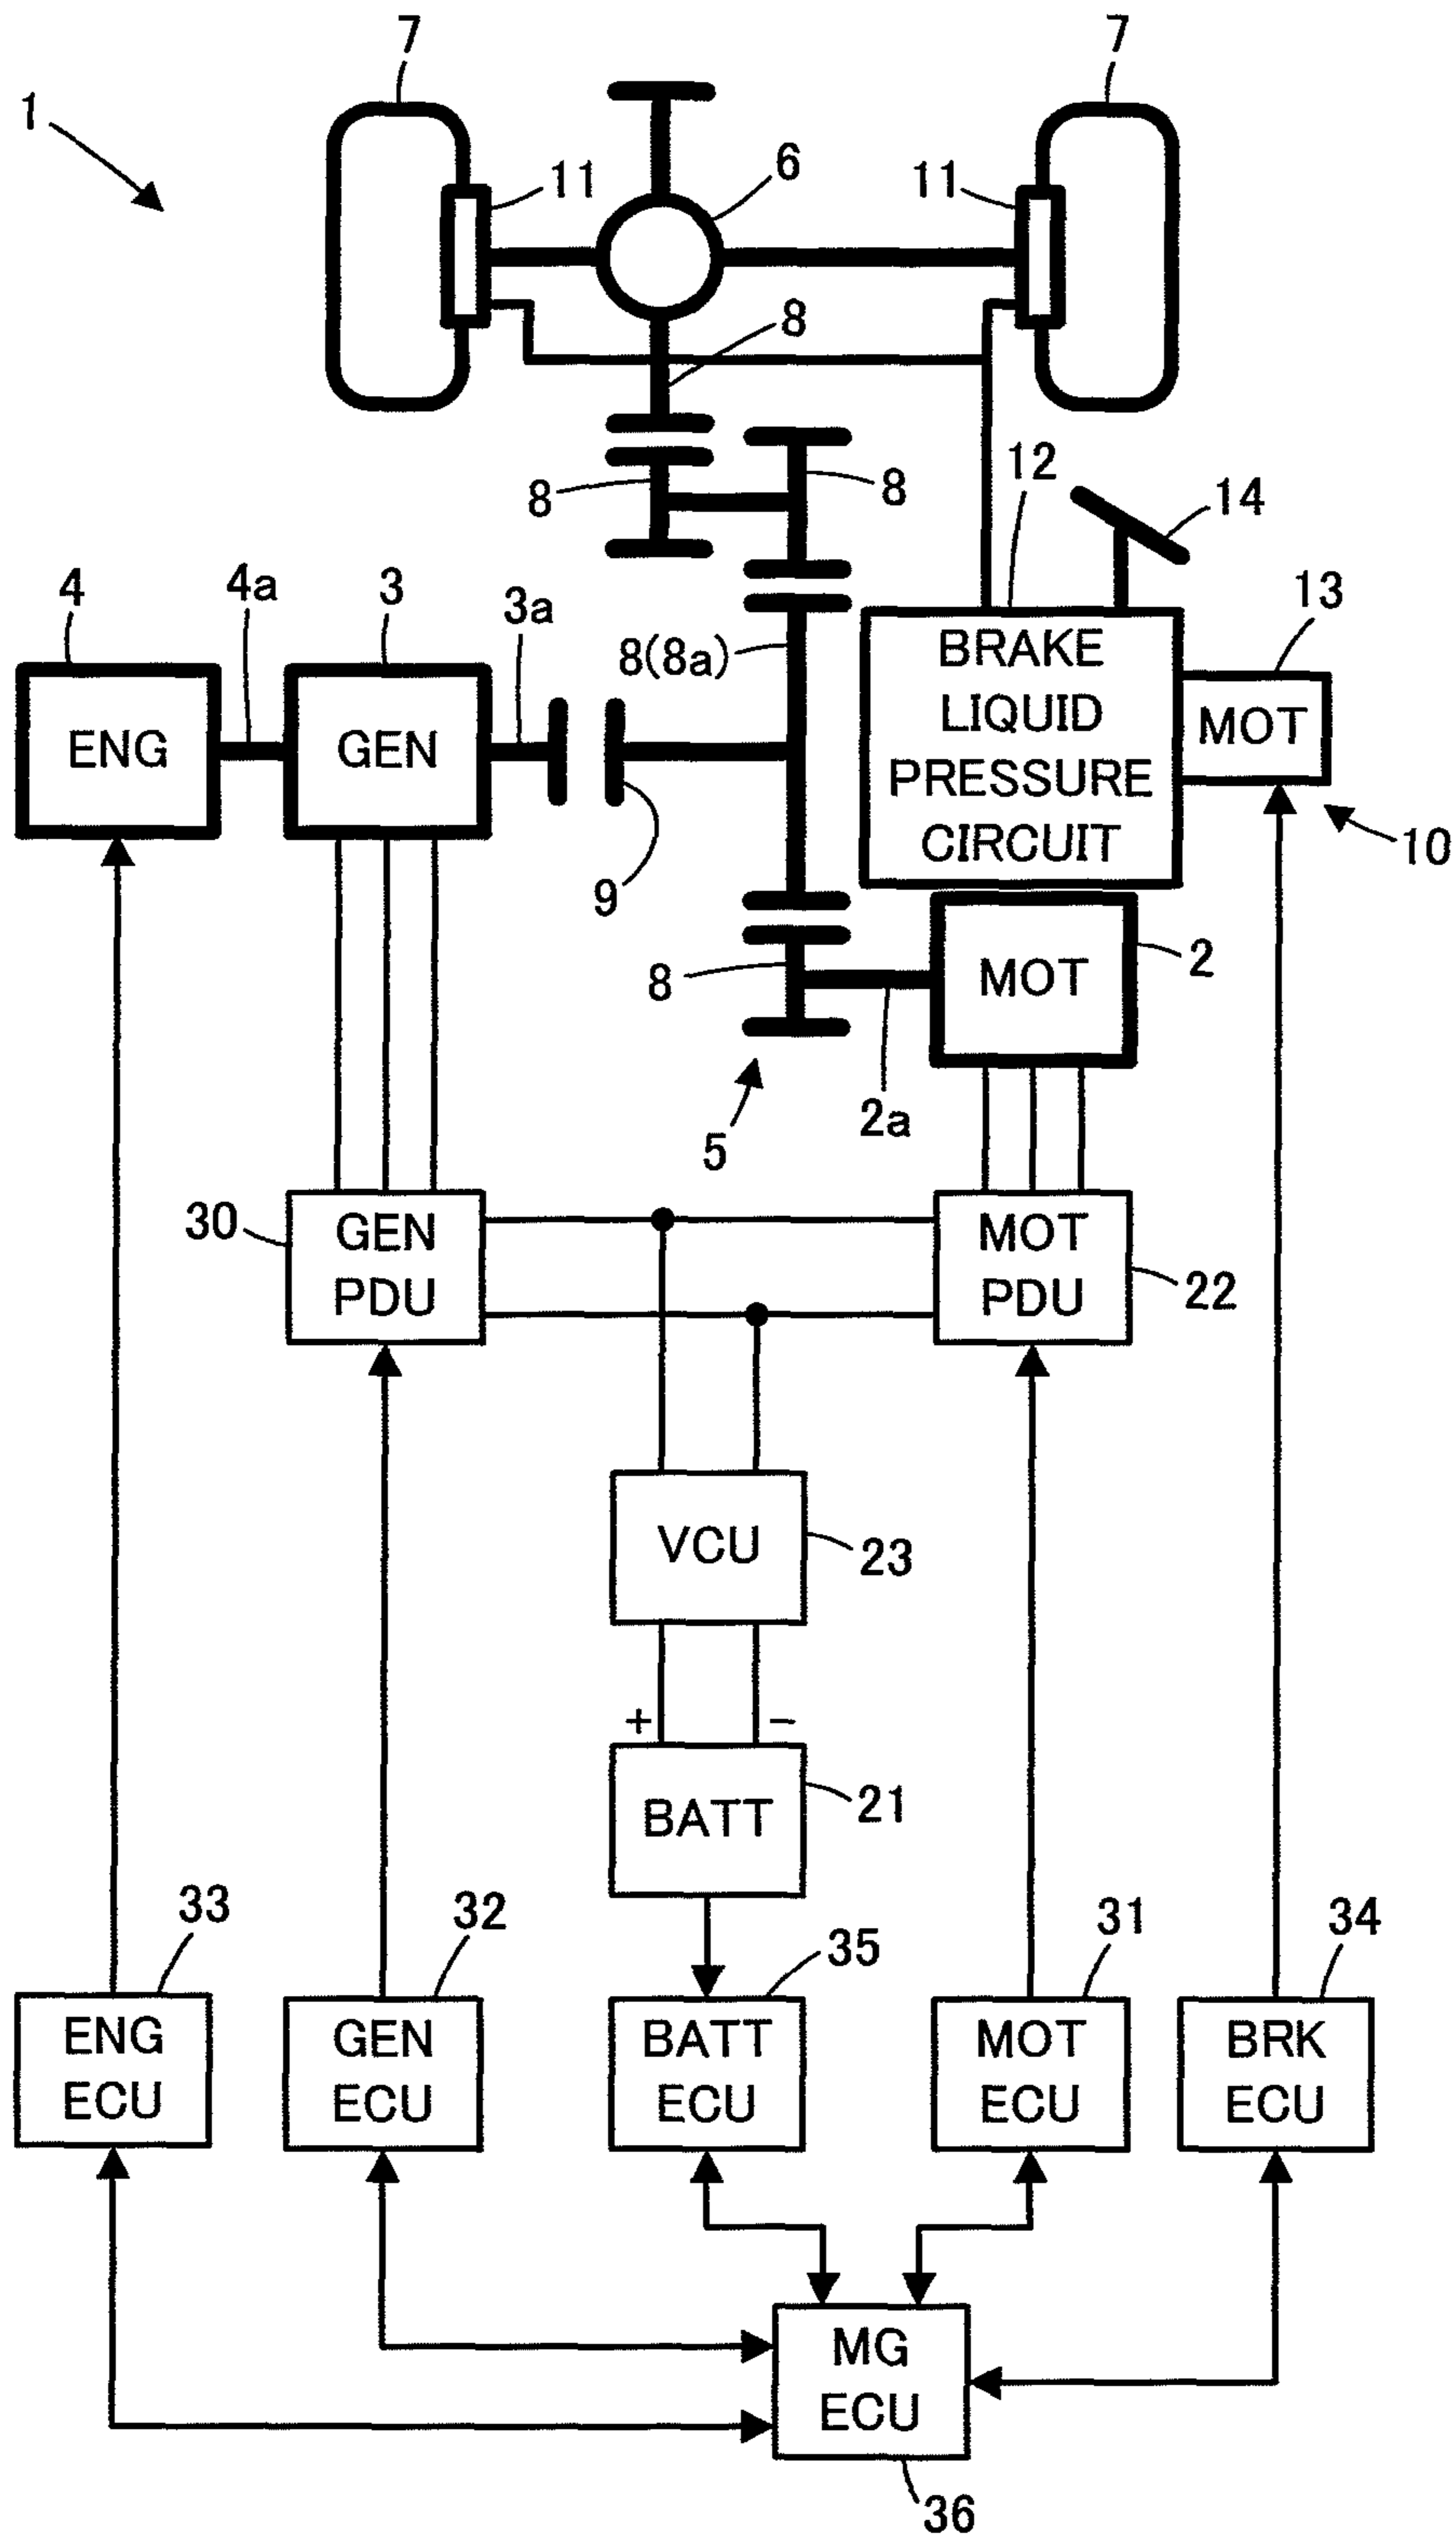 7
7
1
11
6
11
8
8
8
12
14
4
4a
3
3a
8(8a)
13
ENG
GEN
BRAKE
LIQUID
PRESSURE
CIRCUIT
MOT
10
9
8
MOT
2
5
2a
30
GEN
PDU
MOT
PDU
22
VCU
23
+
−
BATT
21
33
32
35
31
34
ENG
ECU
GEN
ECU
BATT
ECU
MOT
ECU
BRK
ECU
MG
ECU
36